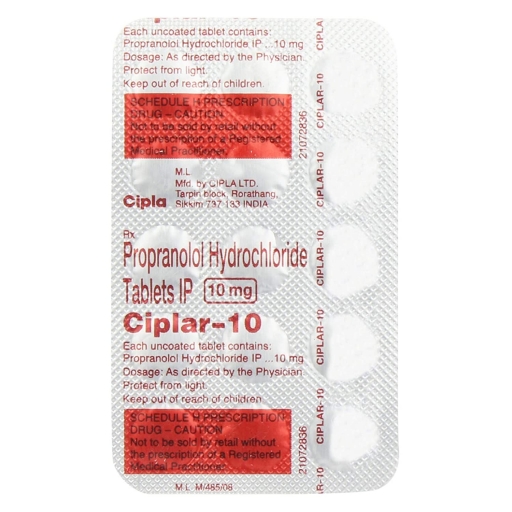 Each uncoated tablet contains:
Propranolol Hydrochloride IP ...10 mg
Dosage: As directed by the Physician
Protect from light.
Keep out of reach of children.
SCHEDULE H PRESCRIPTION
DRUG – CAUTION
Not to be sold by retail without
the prescription of a Registered
Medical Practitioner.
M.L.
Mfd. by CIPLA LTD.
Tarpin block, Rorathang,
Sikkim 737 133 INDIA
Cipla
Rx
Propranolol Hydrochloride
Tablets IP 10 mg
Ciplar-10
Each uncoated tablet contains:
Propranolol Hydrochloride IP ...10 mg
Dosage: As directed by the Physician
Protect from light.
Keep out of reach of children.
SCHEDULE H PRESCRIPTION
DRUG – CAUTION
Not to be sold by retail without
the prescription of a Registered
Medical Practitioner.
M.L. M/485/08
21072836
21072836
CIPLA
CIPLAR-10
CIPLAR-10
CIPLAR-10
CIPLAR-10
R-10